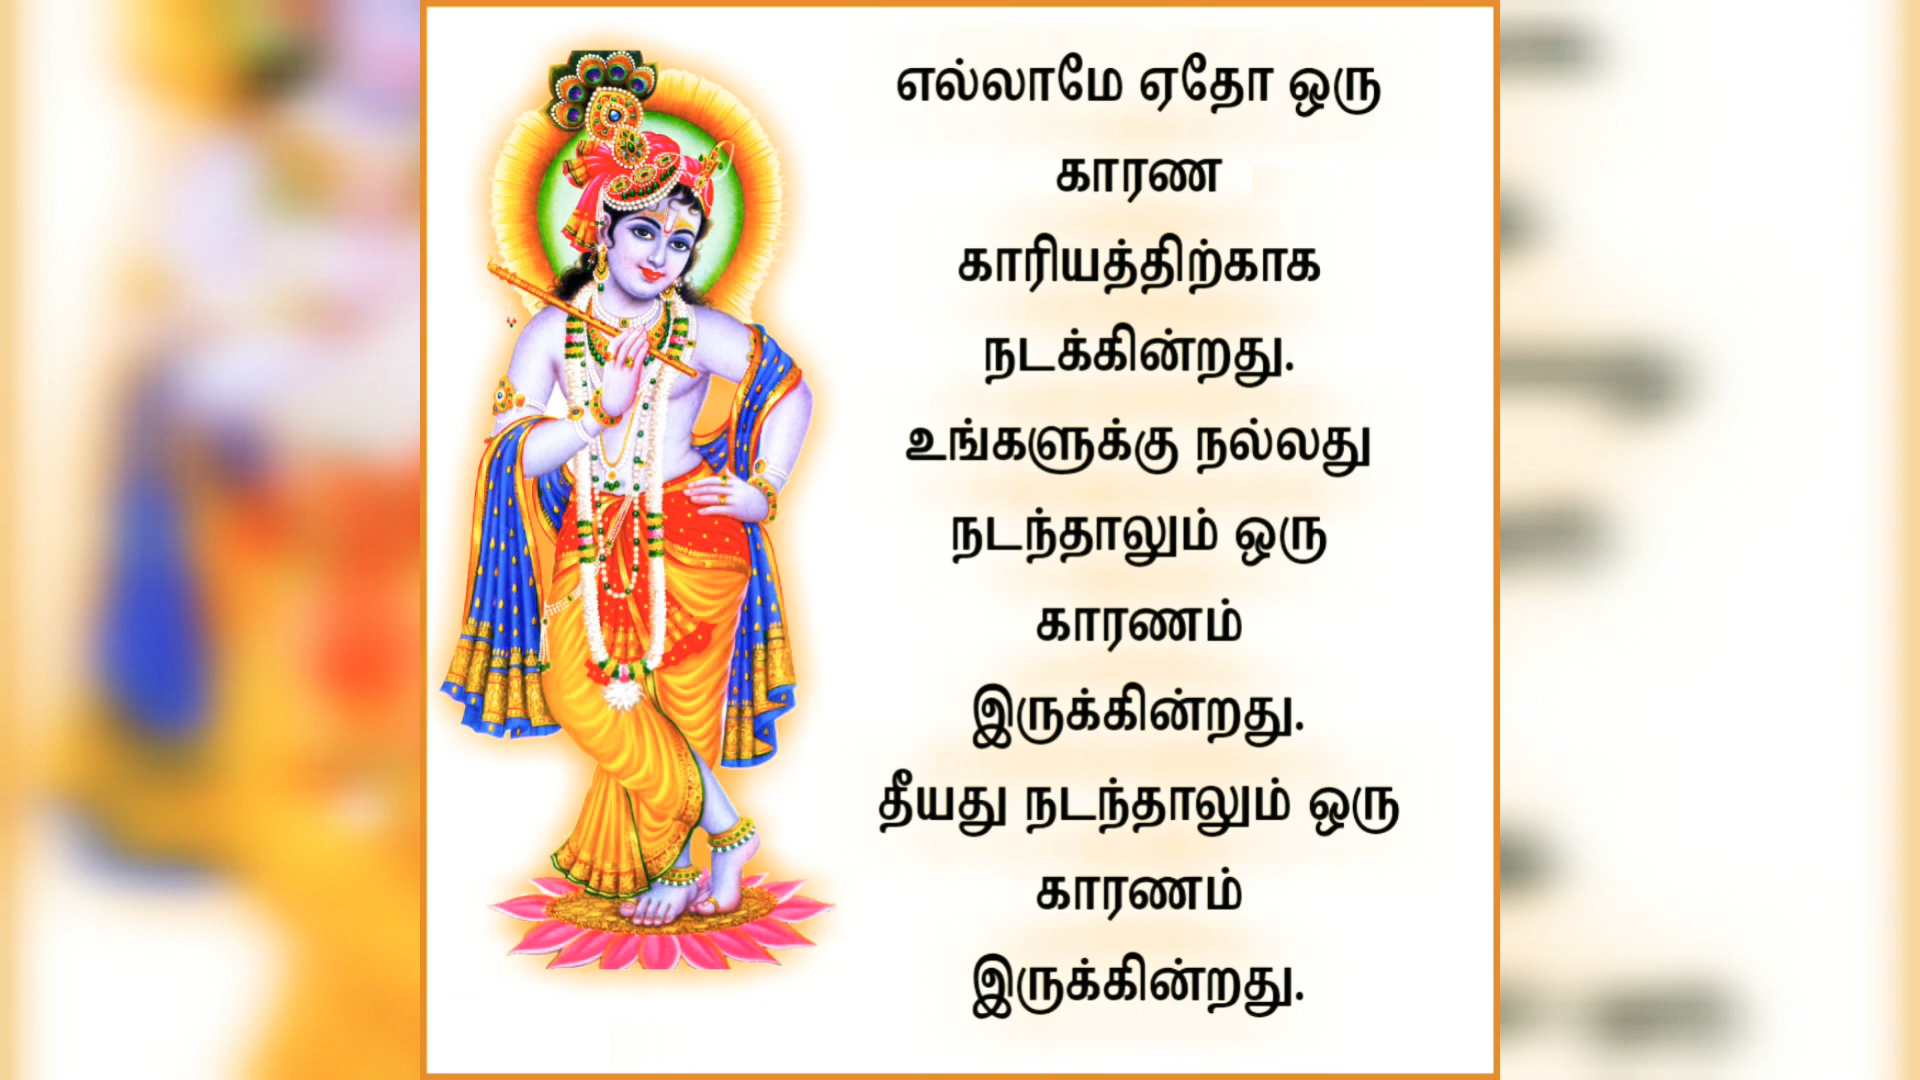 எல்லாமே ஏதோ ஒரு
காரண
காரியத்திற்காக
நடக்கின்றது.
உங்களுக்கு நல்லது
நடந்தாலும் ஒரு
காரணம்
இருக்கின்றது.
தீயது நடந்தாலும் ஒரு
காரணம்
இருக்கின்றது.